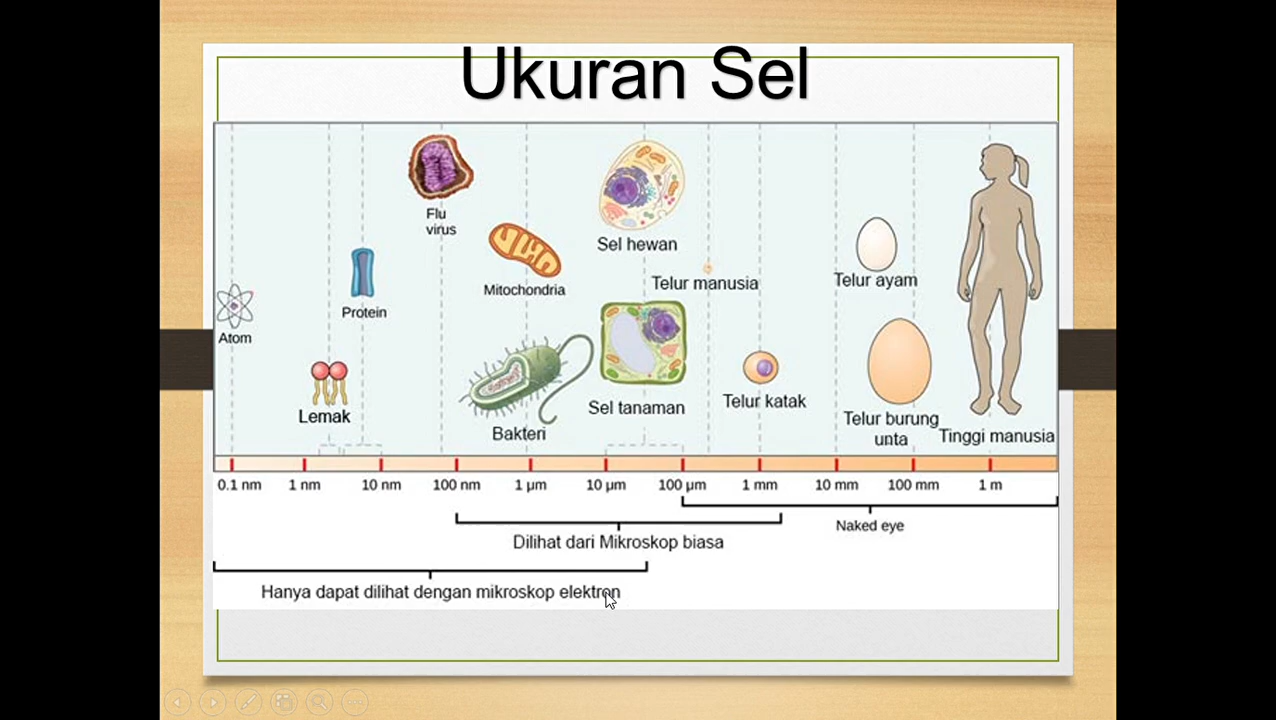 Ukuran Sel
Flu
virus
Sel hewan
Mitochondria
Telur manusia
Telur ayam
Protein
Atom
Lemak
Bakteri
Sel tanaman
Telur katak
Telur burung
unta
Tinggi manusia
0.1 nm 1 nm 10 nm 100 nm 1 µm 10 µm 100 µm 1 mm 10 mm 100 mm 1 m
Naked eye
Dilihat dari Mikroskop biasa
Hanya dapat dilihat dengan mikroskop elektron